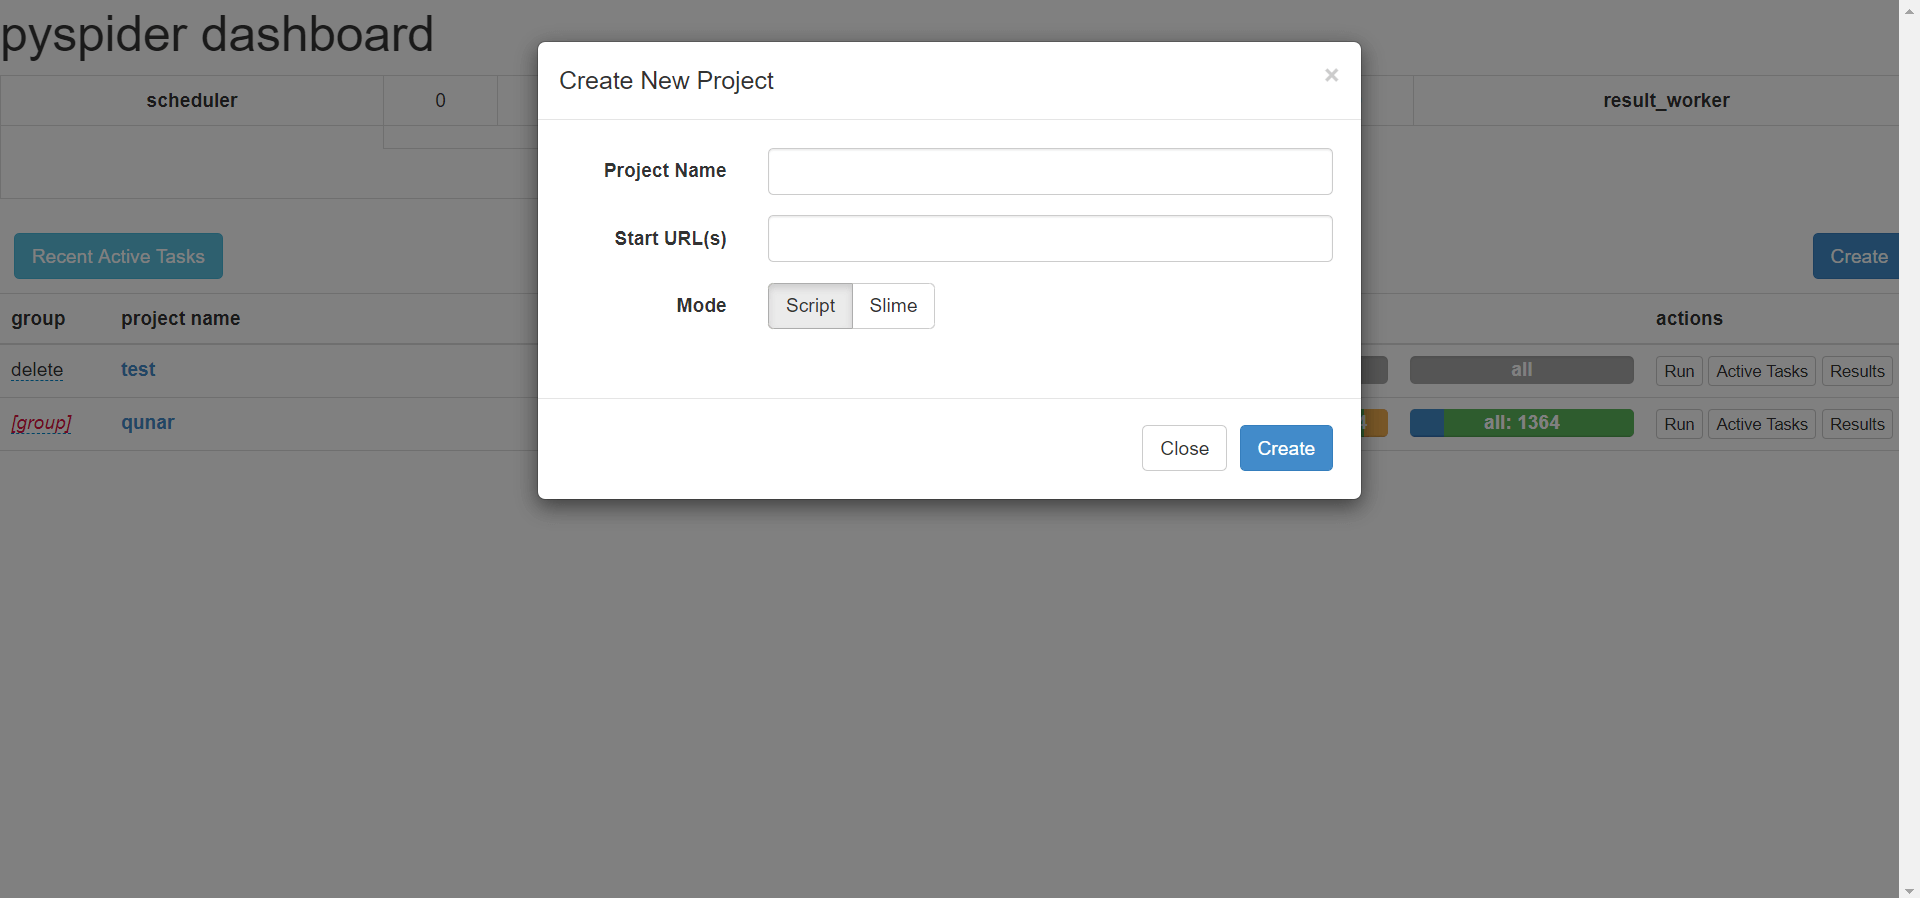 pyspider dashboard
Create New Project ×
scheduler 0 result_worker
Project Name
Start URL(s)
Recent Active Tasks Create
Mode Script Slime
group project name actions
delete test all Run Active Tasks Results
[group] qunar 4 all: 1364 Run Active Tasks Results
Close Create